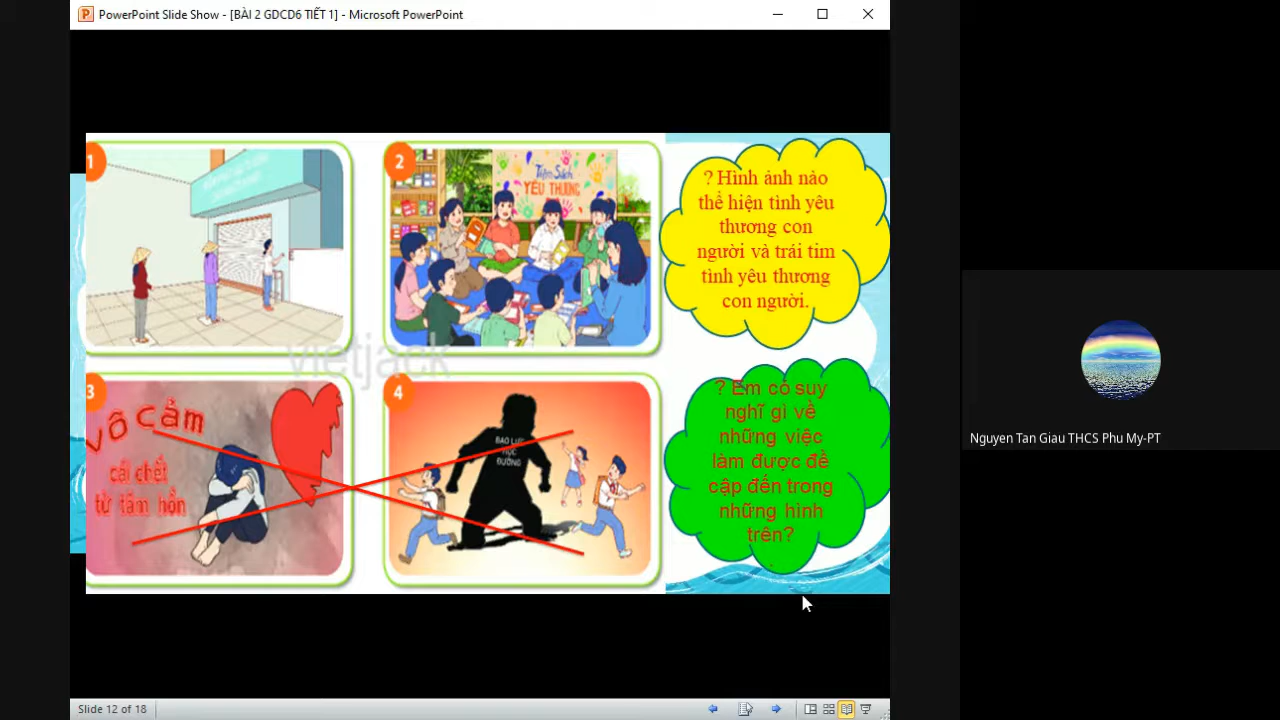 PowerPoint Slide Show - [BÀI 2 GDCD6 TIẾT 1] - Microsoft PowerPoint
1
2
Tiệm Sách
YÊU THƯƠNG
? Hình ảnh nào
thể hiện tình yêu
thương con
người và trái tim
tình yêu thương
con người.
vietjack
3
vô cảm
cái chết
từ tâm hồn
4
BẠO LỰC
HỌC
ĐƯỜNG
? Em có suy
nghĩ gì về
những việc
làm được đề
cập đến trong
những hình
trên?
Nguyen Tan Giau THCS Phu My-PT
Slide 12 of 18